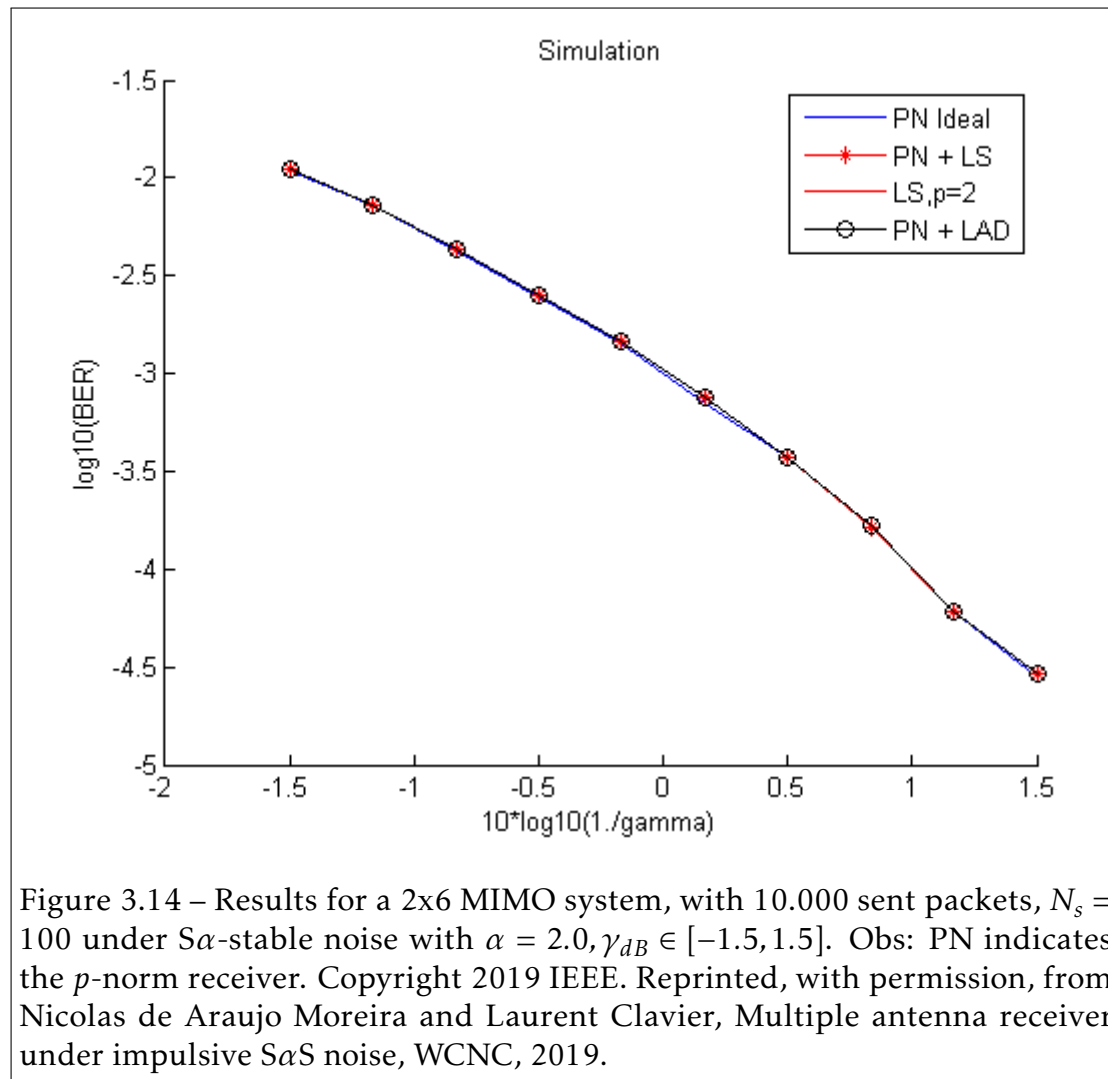 Simulation
-1.5
-2
-2.5
-3
-3.5
-4
-4.5
-5
log10(BER)
-2
-1.5
-1
-0.5
0
0.5
1
1.5
10*log10(1./gamma)
PN Ideal
PN + LS
LS,p=2
PN + LAD
Figure 3.14 – Results for a 2x6 MIMO system, with 10.000 sent packets, Nₛ =
100 under Sα-stable noise with α = 2.0, γdB ∈ [−1.5, 1.5]. Obs: PN indicates
the p-norm receiver. Copyright 2019 IEEE. Reprinted, with permission, from
Nicolas de Araujo Moreira and Laurent Clavier, Multiple antenna receiver
under impulsive SαS noise, WCNC, 2019.